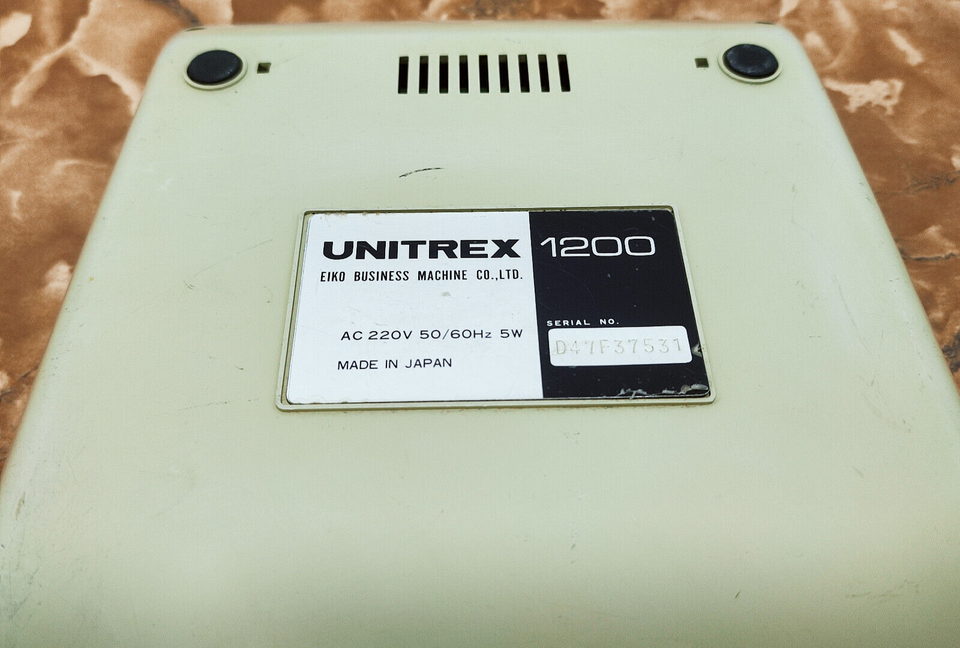 UNITREX 1200
EIKO BUSINESS MACHINE CO.,LTD.
AC 220V 50/60Hz 5W
MADE IN JAPAN
SERIAL NO.
D47F37531